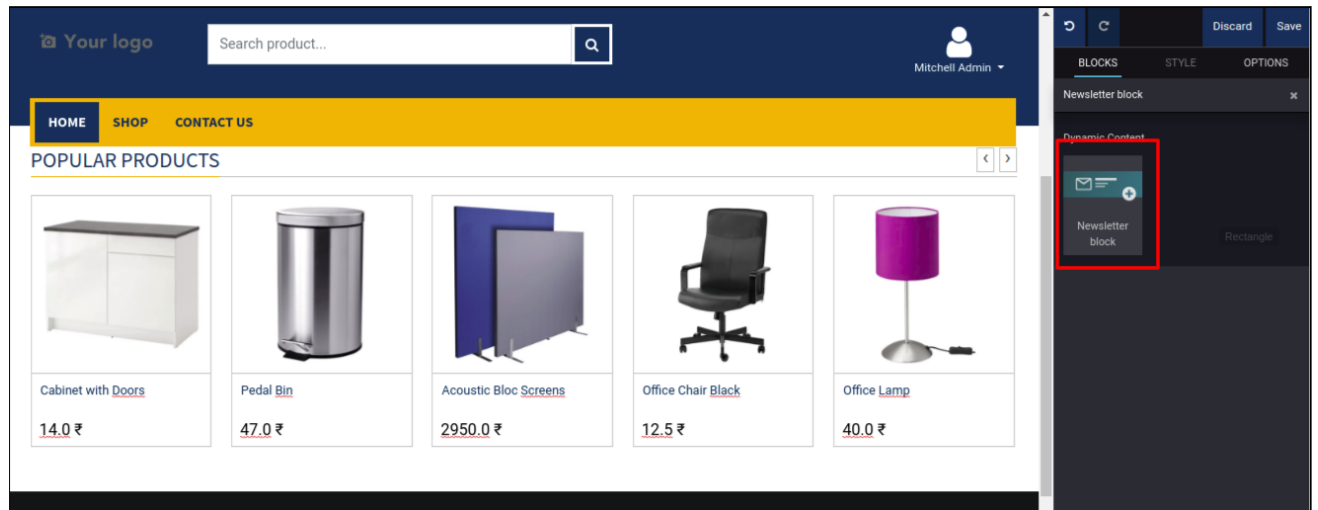 Your logo
Search product...
Mitchell Admin
Discard Save
BLOCKS STYLE OPTIONS
Newsletter block
HOME SHOP CONTACT US
Dynamic Content
POPULAR PRODUCTS
Newsletter
block
Rectangle
Cabinet with Doors
Pedal Bin
Acoustic Bloc Screens
Office Chair Black
Office Lamp
14.0 ₹
47.0 ₹
2950.0 ₹
12.5 ₹
40.0 ₹